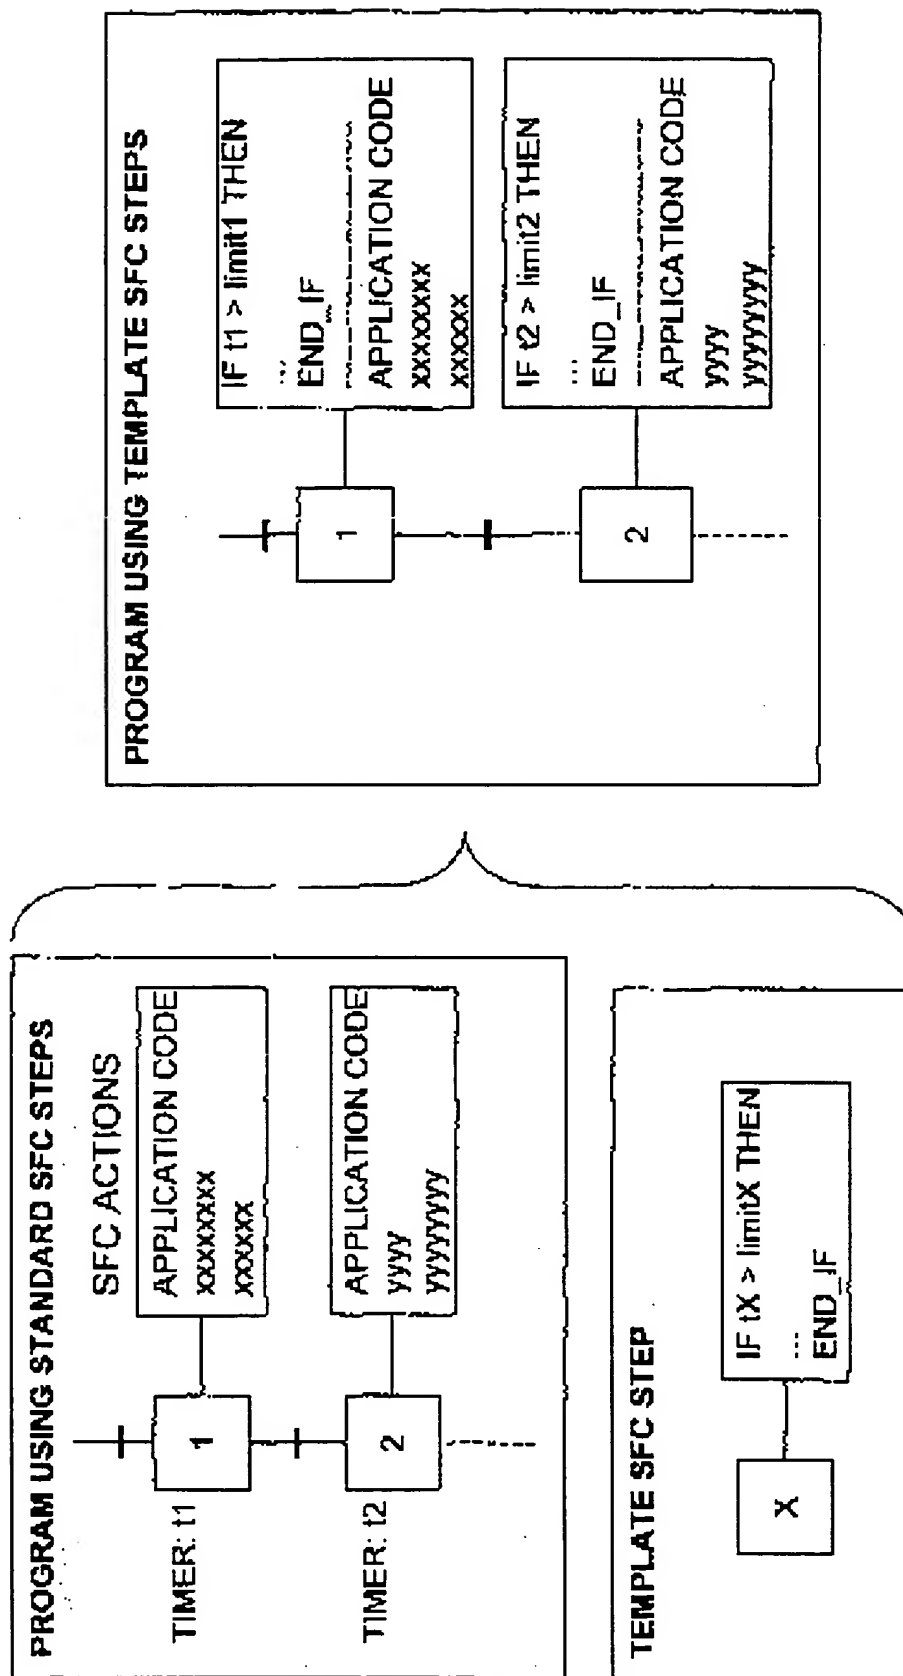 PROGRAM USING STANDARD SFC STEPS
SFC ACTIONS
TIMER: t1
1
APPLICATION CODE
xxxxxxxx
xxxxxx
TIMER: t2
2
APPLICATION CODE
yyyy
yyyyyyyy
TEMPLATE SFC STEP
X
IF tX > limitX THEN
...
END_IF
PROGRAM USING TEMPLATE SFC STEPS
1
IF t1 > limit1 THEN
...
END_IF
APPLICATION CODE
xxxxxxxx
xxxxxx
2
IF t2 > limit2 THEN
...
END_IF
APPLICATION CODE
yyyy
yyyyyyyy